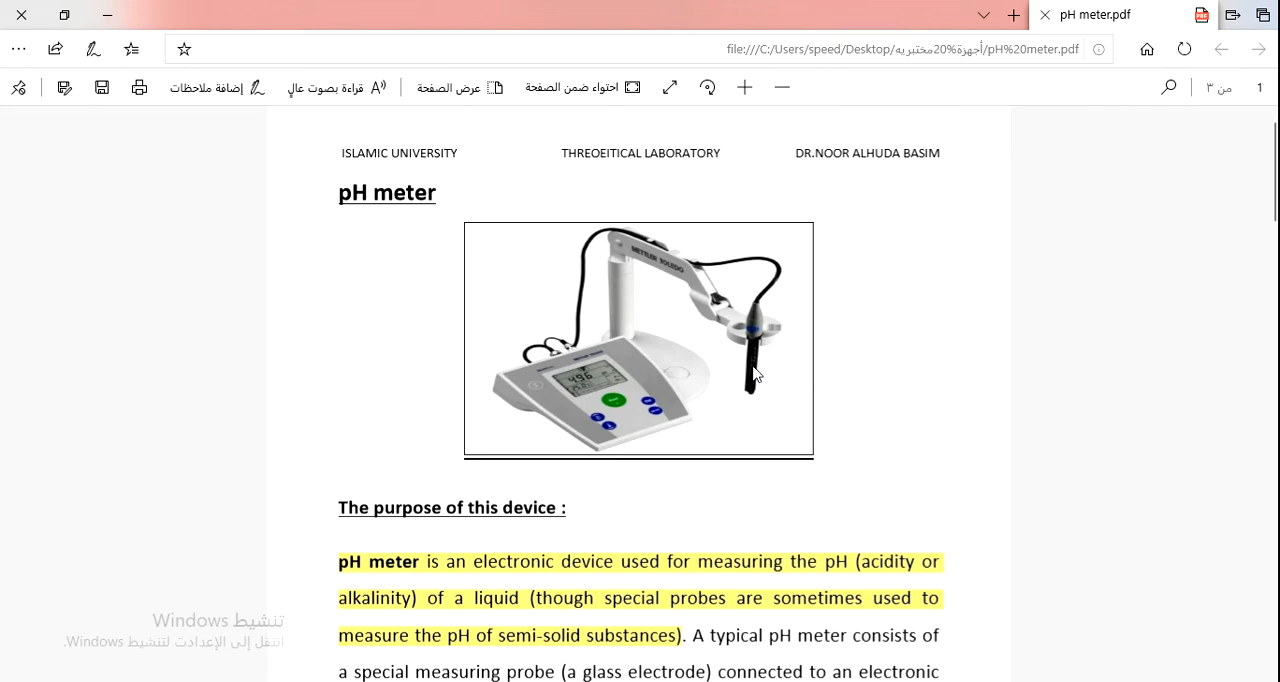 pH meter.pdf
file:///C:/Users/speed/Desktop/أجهزة%20مختبريه/pH%20meter.pdf
إضافة ملاحظات
قراءة بصوت عالٍ
عرض الصفحة
احتواء ضمن الصفحة
1 من ٣
ISLAMIC UNIVERSITY THREOEITICAL LABORATORY DR.NOOR ALHUDA BASIM
pH meter
METTLER TOLEDO
The purpose of this device :
pH meter is an electronic device used for measuring the pH (acidity or
alkalinity) of a liquid (though special probes are sometimes used to
measure the pH of semi-solid substances). A typical pH meter consists of
a special measuring probe (a glass electrode) connected to an electronic
تنشيط Windows
انتقل إلى الإعدادت لتنشيط Windows.